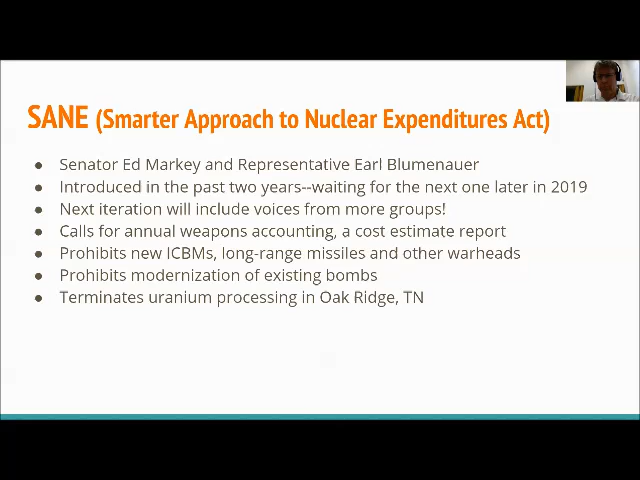 SANE (Smarter Approach to Nuclear Expenditures Act)
● Senator Ed Markey and Representative Earl Blumenauer
● Introduced in the past two years--waiting for the next one later in 2019
● Next iteration will include voices from more groups!
● Calls for annual weapons accounting, a cost estimate report
● Prohibits new ICBMs, long-range missiles and other warheads
● Prohibits modernization of existing bombs
● Terminates uranium processing in Oak Ridge, TN